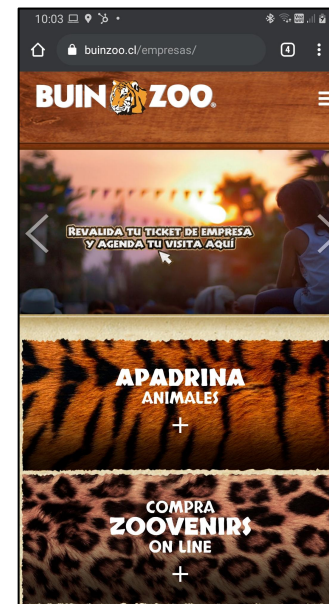 10:03
buinzoo.cl/empresas/
4
BUIN ZOO®
REVALIDA TU TICKET DE EMPRESA
Y AGENDA TU VISITA AQUÍ
APADRINA
ANIMALES
+
COMPRA
ZOOVENIRS
ON LINE
+